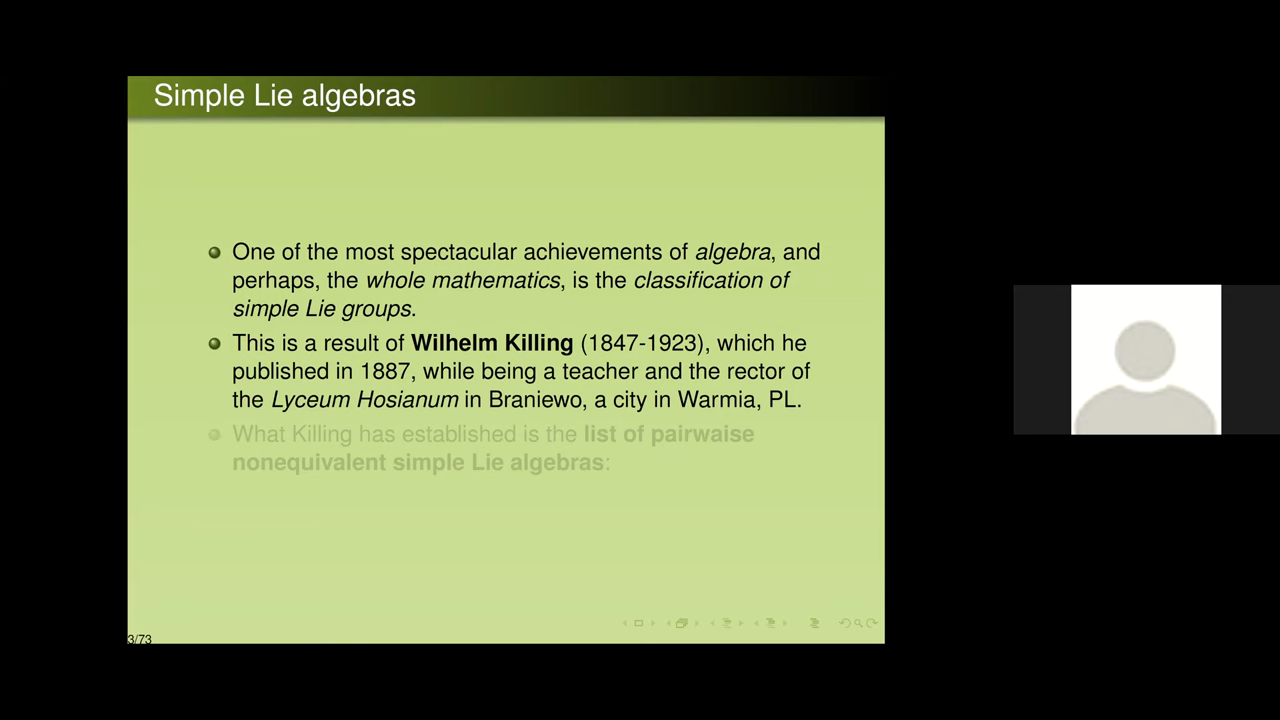 Simple Lie algebras
One of the most spectacular achievements of algebra, and
perhaps, the whole mathematics, is the classification of
simple Lie groups.
This is a result of Wilhelm Killing (1847-1923), which he
published in 1887, while being a teacher and the rector of
the Lyceum Hosianum in Braniewo, a city in Warmia, PL.
What Killing has established is the list of pairwaise
nonequivalent simple Lie algebras:
3/73